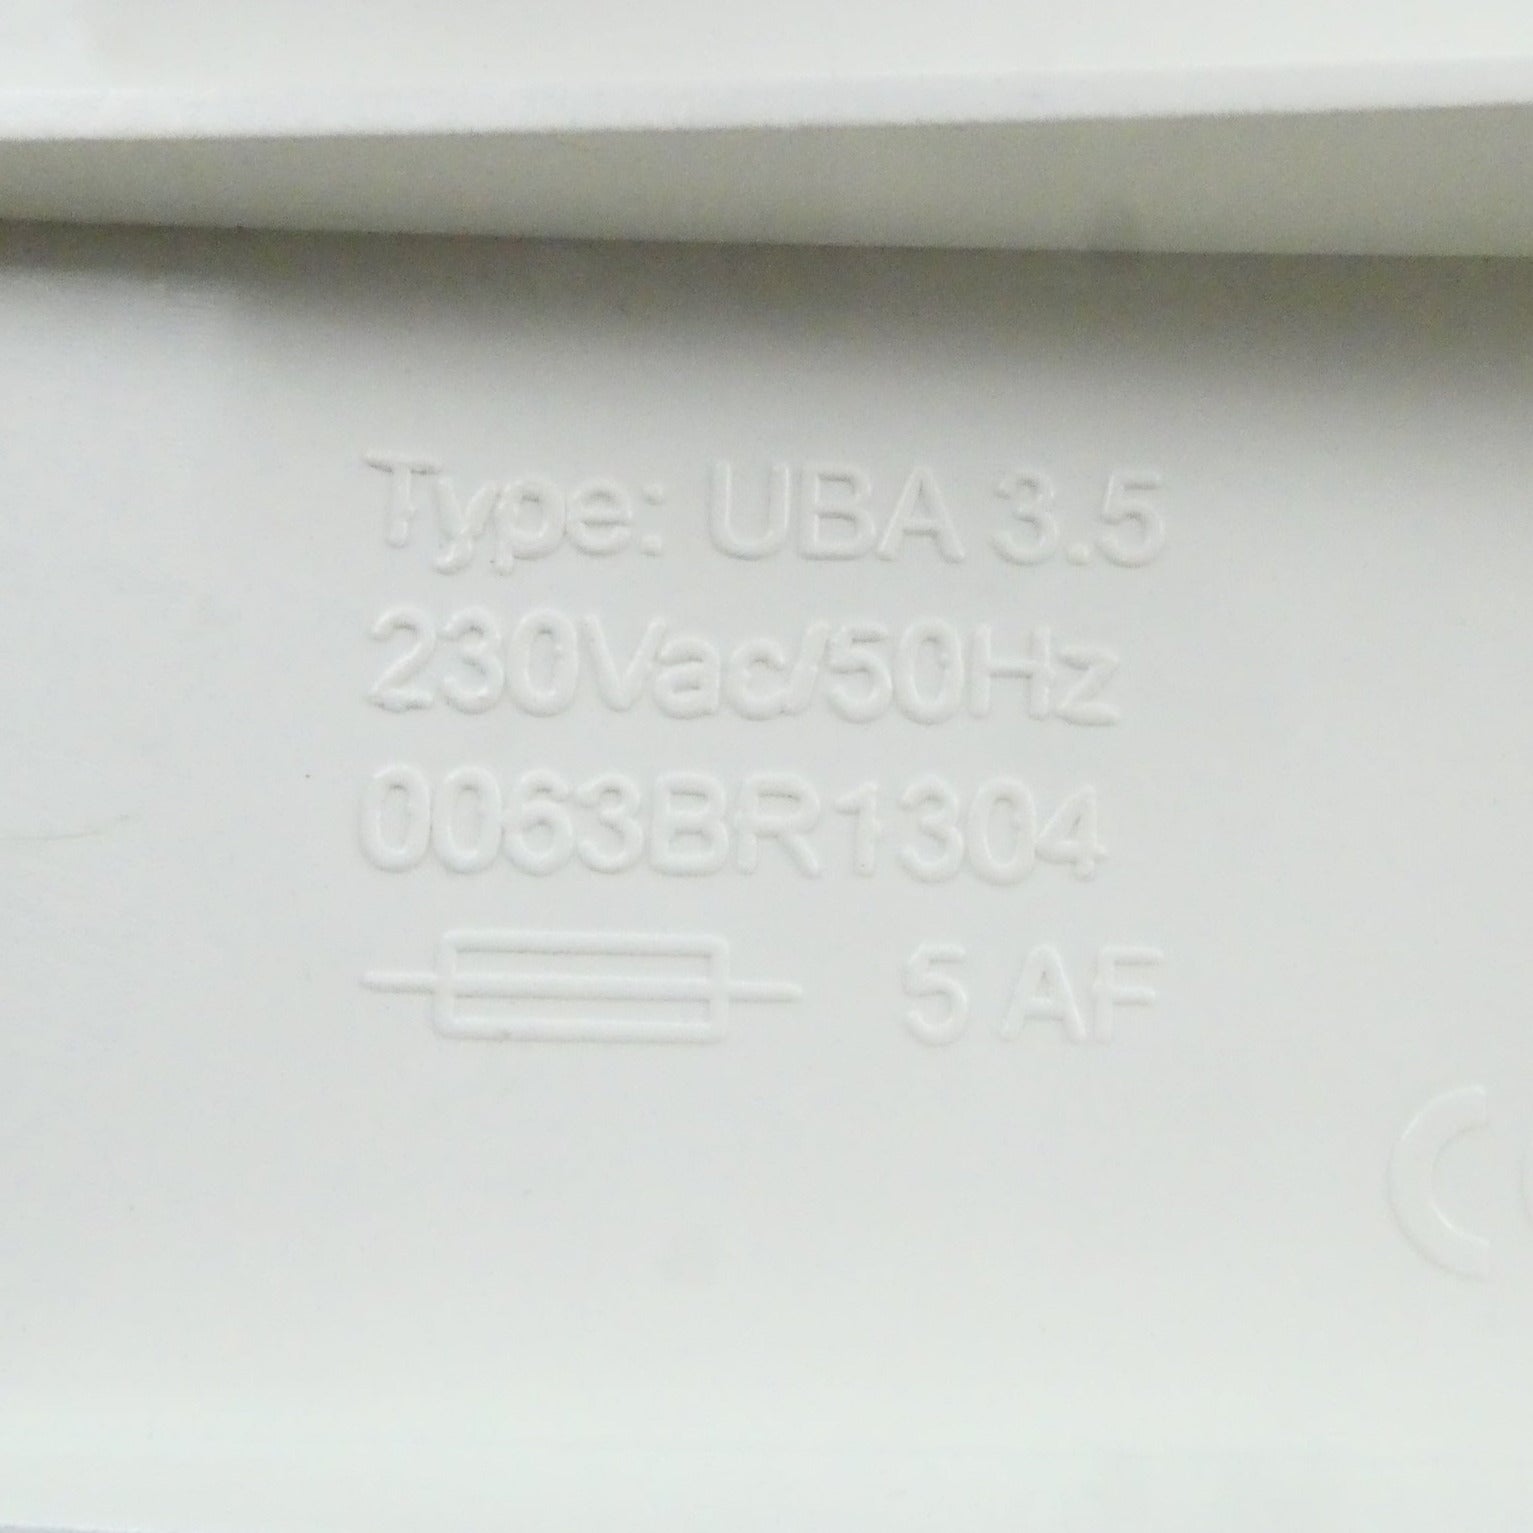 Type: UBA 3.5
230Vac/50Hz
0063BR1304
5 AF
C